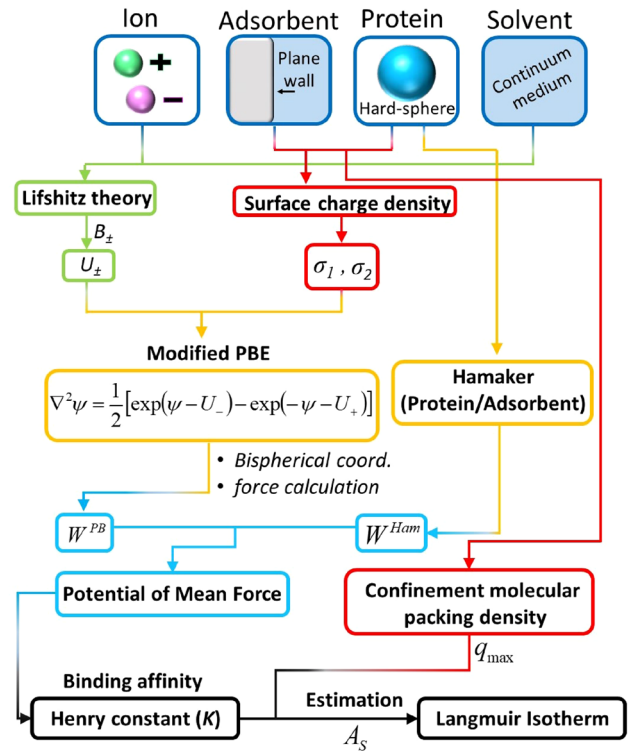 Ion Adsorbent Protein Solvent
+
−
Plane
wall
Hard-sphere
Continuum
medium
Lifshitz theory
Surface charge density
B±
U±
σ1 , σ2
Modified PBE
∇²ψ = 1/2 [exp(ψ−U−)−exp(−ψ−U+)]
Hamaker
(Protein/Adsorbent)
• Bispherical coord.
• force calculation
W^PB
W^Ham
Potential of Mean Force
Confinement molecular
packing density
qmax
Binding affinity
Henry constant (K)
Estimation
AS
Langmuir Isotherm